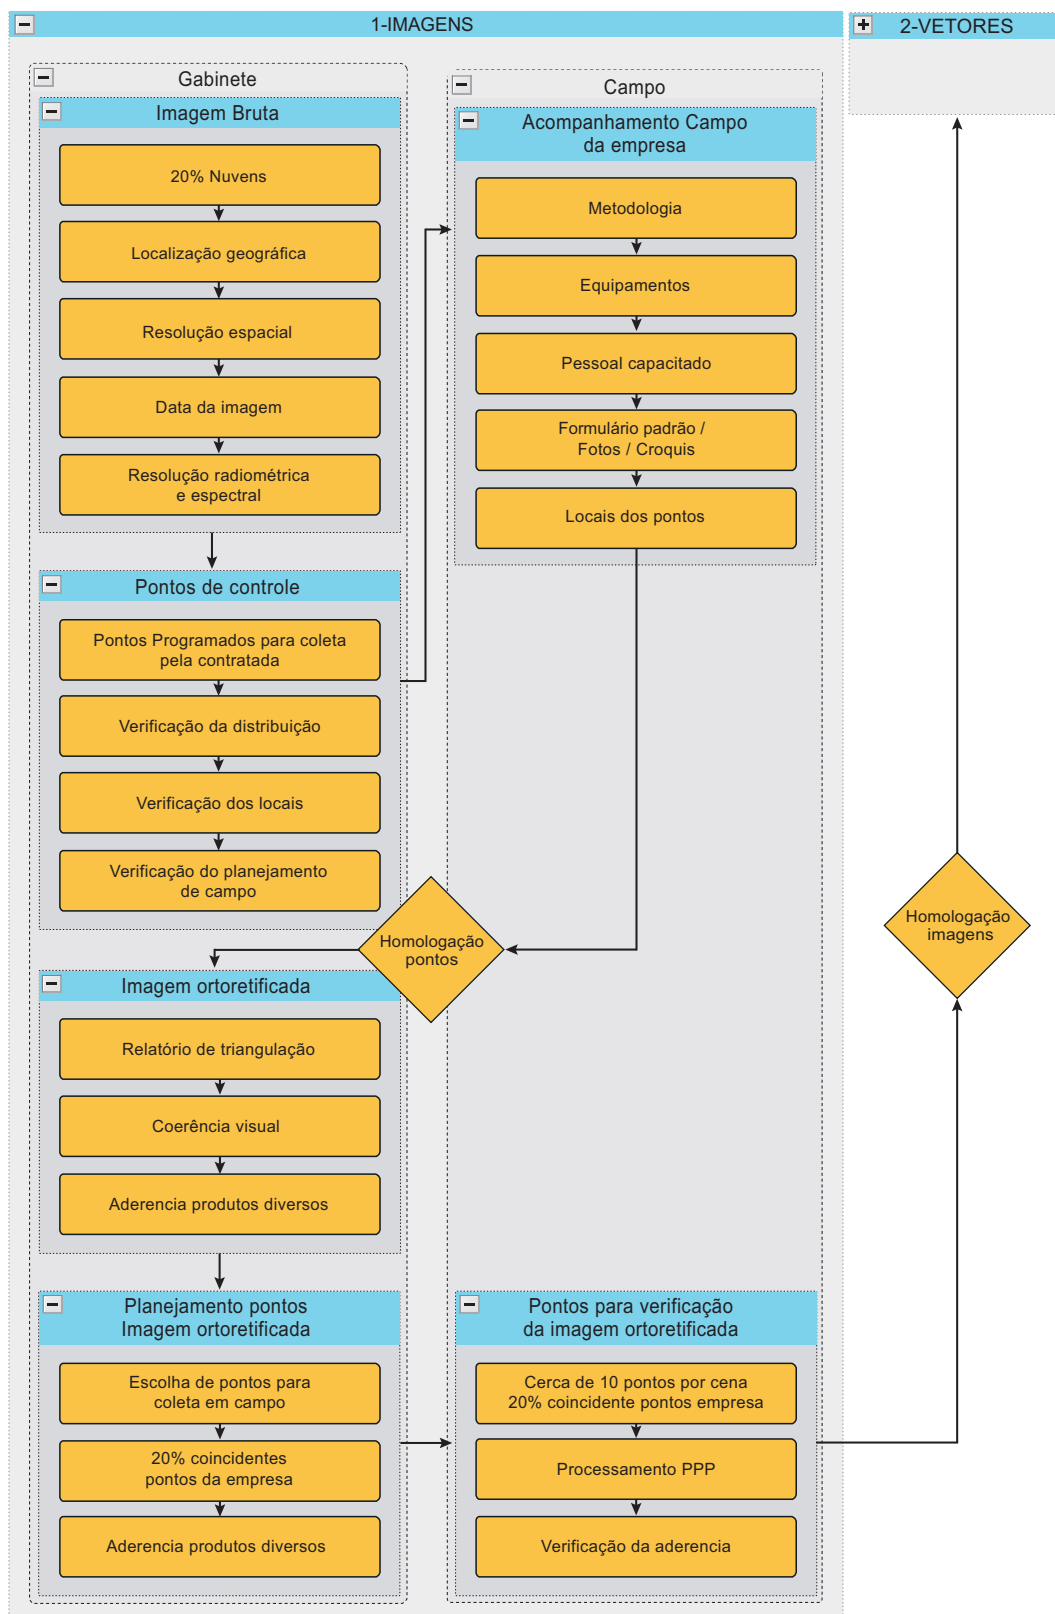 1-IMAGENS
2-VETORES
Gabinete
Imagem Bruta
20% Nuvens
Localização geográfica
Resolução espacial
Data da imagem
Resolução radiométrica
e espectral
Pontos de controle
Pontos Programados para coleta
pela contratada
Verificação da distribuição
Verificação dos locais
Verificação do planejamento
de campo
Campo
Acompanhamento Campo
da empresa
Metodologia
Equipamentos
Pessoal capacitado
Formulário padrão /
Fotos / Croquis
Locais dos pontos
Homologação
pontos
Imagem ortoretificada
Relatório de triangulação
Coerência visual
Aderencia produtos diversos
Planejamento pontos
Imagem ortoretificada
Escolha de pontos para
coleta em campo
20% coincidentes
pontos da empresa
Aderencia produtos diversos
Pontos para verificação
da imagem ortoretificada
Cerca de 10 pontos por cena
20% coincidente pontos empresa
Processamento PPP
Verificação da aderencia
Homologação
imagens